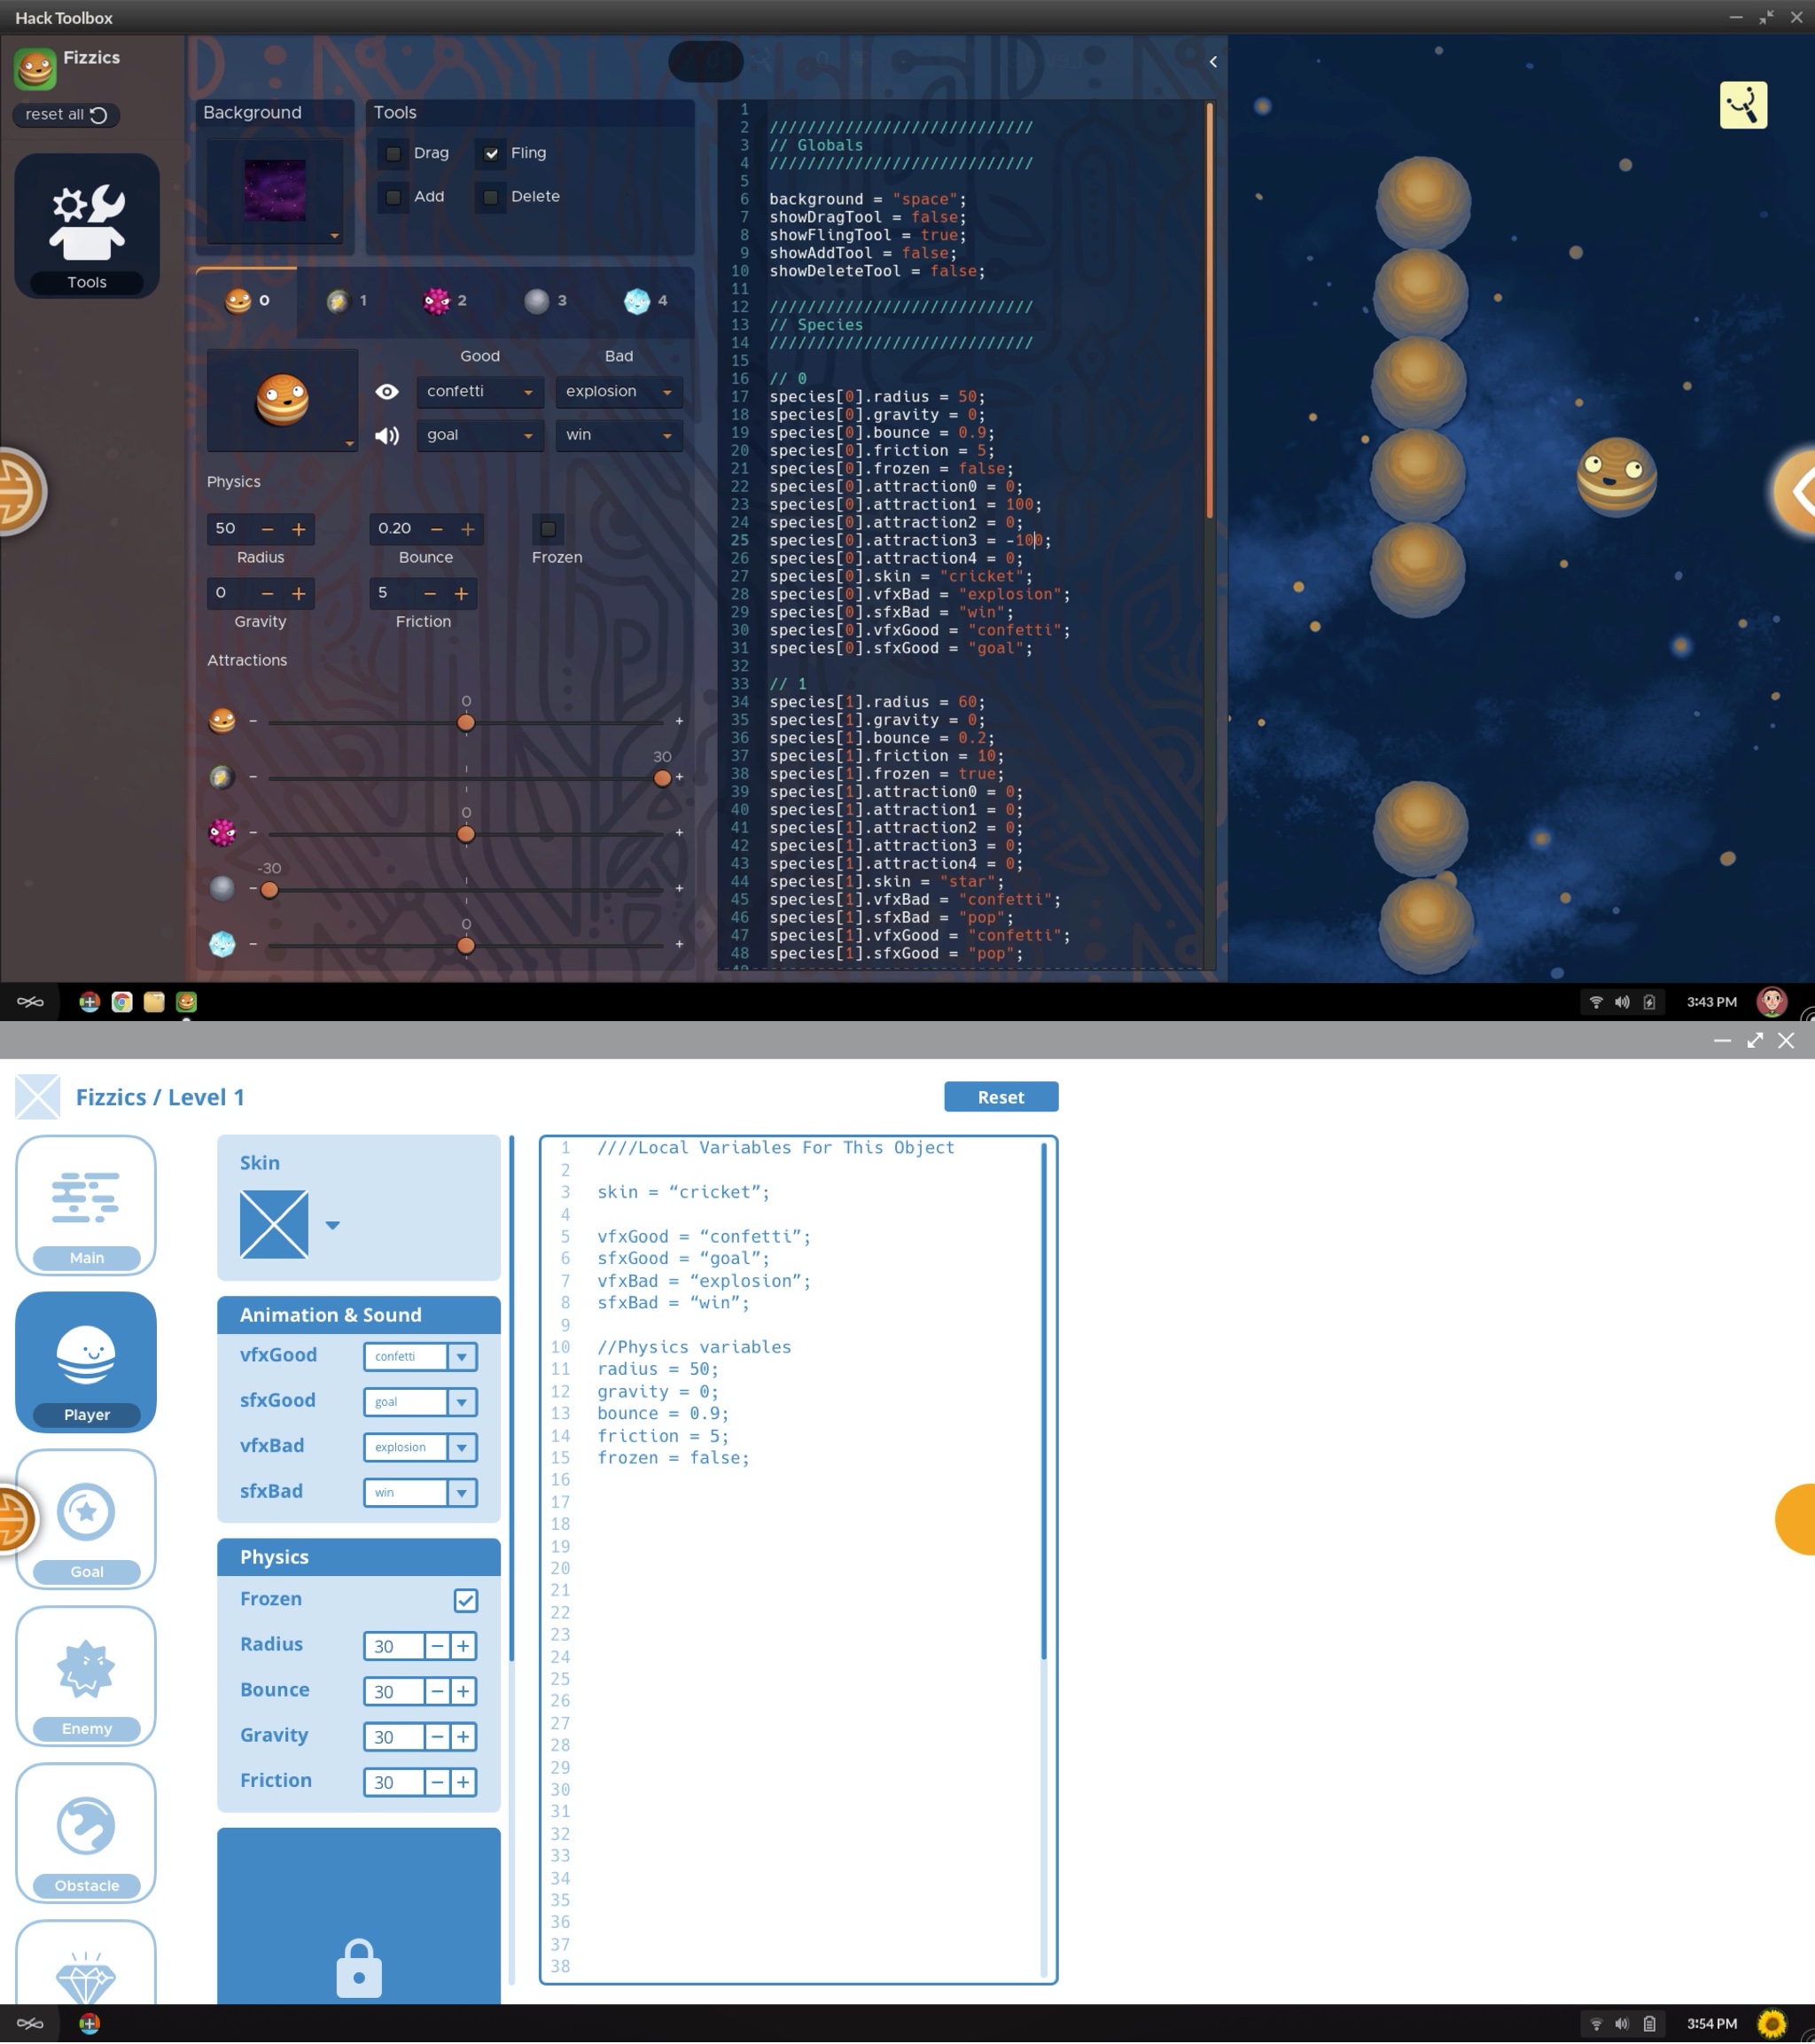 Hack Toolbox
Fizzics
reset all
Tools
Background
Tools
Drag
Fling
Add
Delete
0
1
2
3
4
Good
Bad
confetti
explosion
goal
win
Physics
50 − +
0.20 − +
Radius
Bounce
Frozen
0 − +
5 − +
Gravity
Friction
Attractions
0
− +
30
− +
0
− +
-30
− +
0
− +
1
2 ////////////////////////////
3 // Globals
4 ////////////////////////////
5
6 background = "space";
7 showDragTool = false;
8 showFlingTool = true;
9 showAddTool = false;
10 showDeleteTool = false;
11
12 ////////////////////////////
13 // Species
14 ////////////////////////////
15
16 // 0
17 species[0].radius = 50;
18 species[0].gravity = 0;
19 species[0].bounce = 0.9;
20 species[0].friction = 5;
21 species[0].frozen = false;
22 species[0].attraction0 = 0;
23 species[0].attraction1 = 100;
24 species[0].attraction2 = 0;
25 species[0].attraction3 = -100;
26 species[0].attraction4 = 0;
27 species[0].skin = "cricket";
28 species[0].vfxBad = "explosion";
29 species[0].sfxBad = "win";
30 species[0].vfxGood = "confetti";
31 species[0].sfxGood = "goal";
32
33 // 1
34 species[1].radius = 60;
35 species[1].gravity = 0;
36 species[1].bounce = 0.2;
37 species[1].friction = 10;
38 species[1].frozen = true;
39 species[1].attraction0 = 0;
40 species[1].attraction1 = 0;
41 species[1].attraction2 = 0;
42 species[1].attraction3 = 0;
43 species[1].attraction4 = 0;
44 species[1].skin = "star";
45 species[1].vfxBad = "confetti";
46 species[1].sfxBad = "pop";
47 species[1].vfxGood = "confetti";
48 species[1].sfxGood = "pop";
3:43 PM
Fizzics / Level 1
Reset
Main
Player
Goal
Enemy
Obstacle
Skin
Animation & Sound
vfxGood confetti
sfxGood goal
vfxBad explosion
sfxBad win
Physics
Frozen
Radius 30 − +
Bounce 30 − +
Gravity 30 − +
Friction 30 − +
1 ////Local Variables For This Object
2
3 skin = “cricket”;
4
5 vfxGood = “confetti”;
6 sfxGood = “goal”;
7 vfxBad = “explosion”;
8 sfxBad = “win”;
9
10 //Physics variables
11 radius = 50;
12 gravity = 0;
13 bounce = 0.9;
14 friction = 5;
15 frozen = false;
16
17
18
19
20
21
22
23
24
25
26
27
28
29
30
31
32
33
34
35
36
37
38
3:54 PM